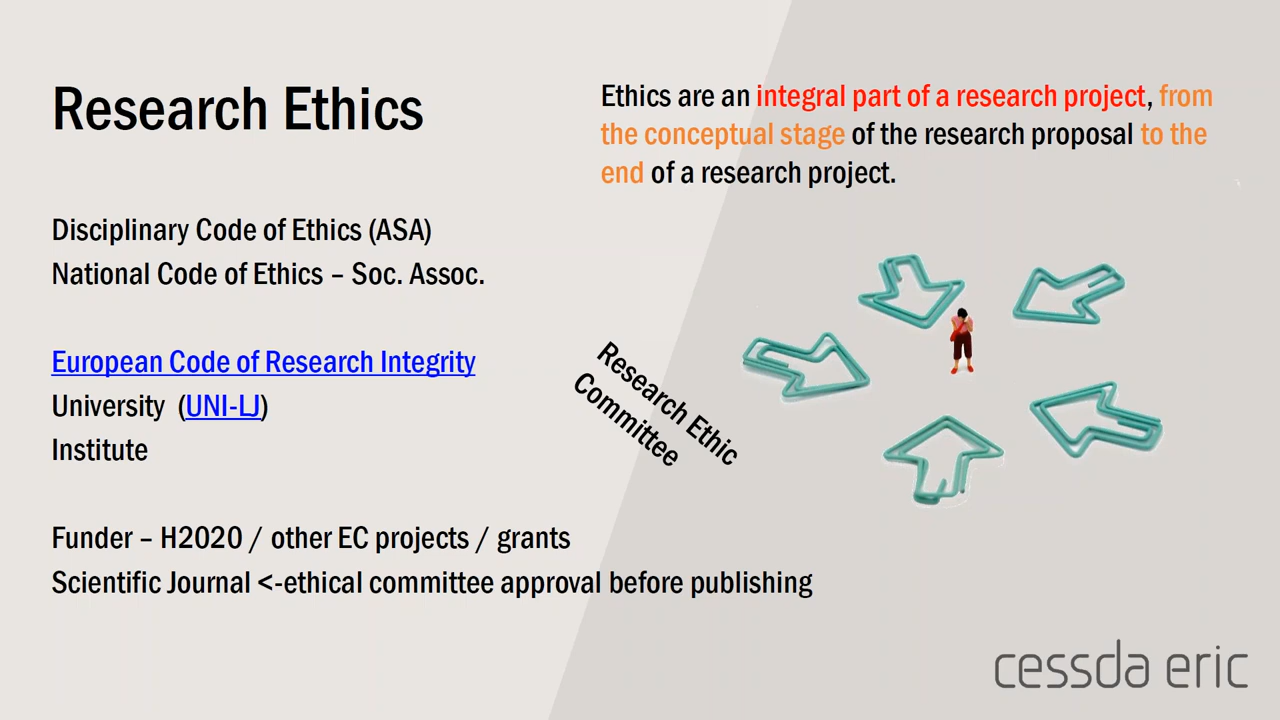 Research Ethics
Ethics are an integral part of a research project, from
the conceptual stage of the research proposal to the
end of a research project.
Disciplinary Code of Ethics (ASA)
National Code of Ethics – Soc. Assoc.
European Code of Research Integrity
University (UNI-LJ)
Institute
Research Ethic
Committee
Funder – H2020 / other EC projects / grants
Scientific Journal <-ethical committee approval before publishing
cessda eric